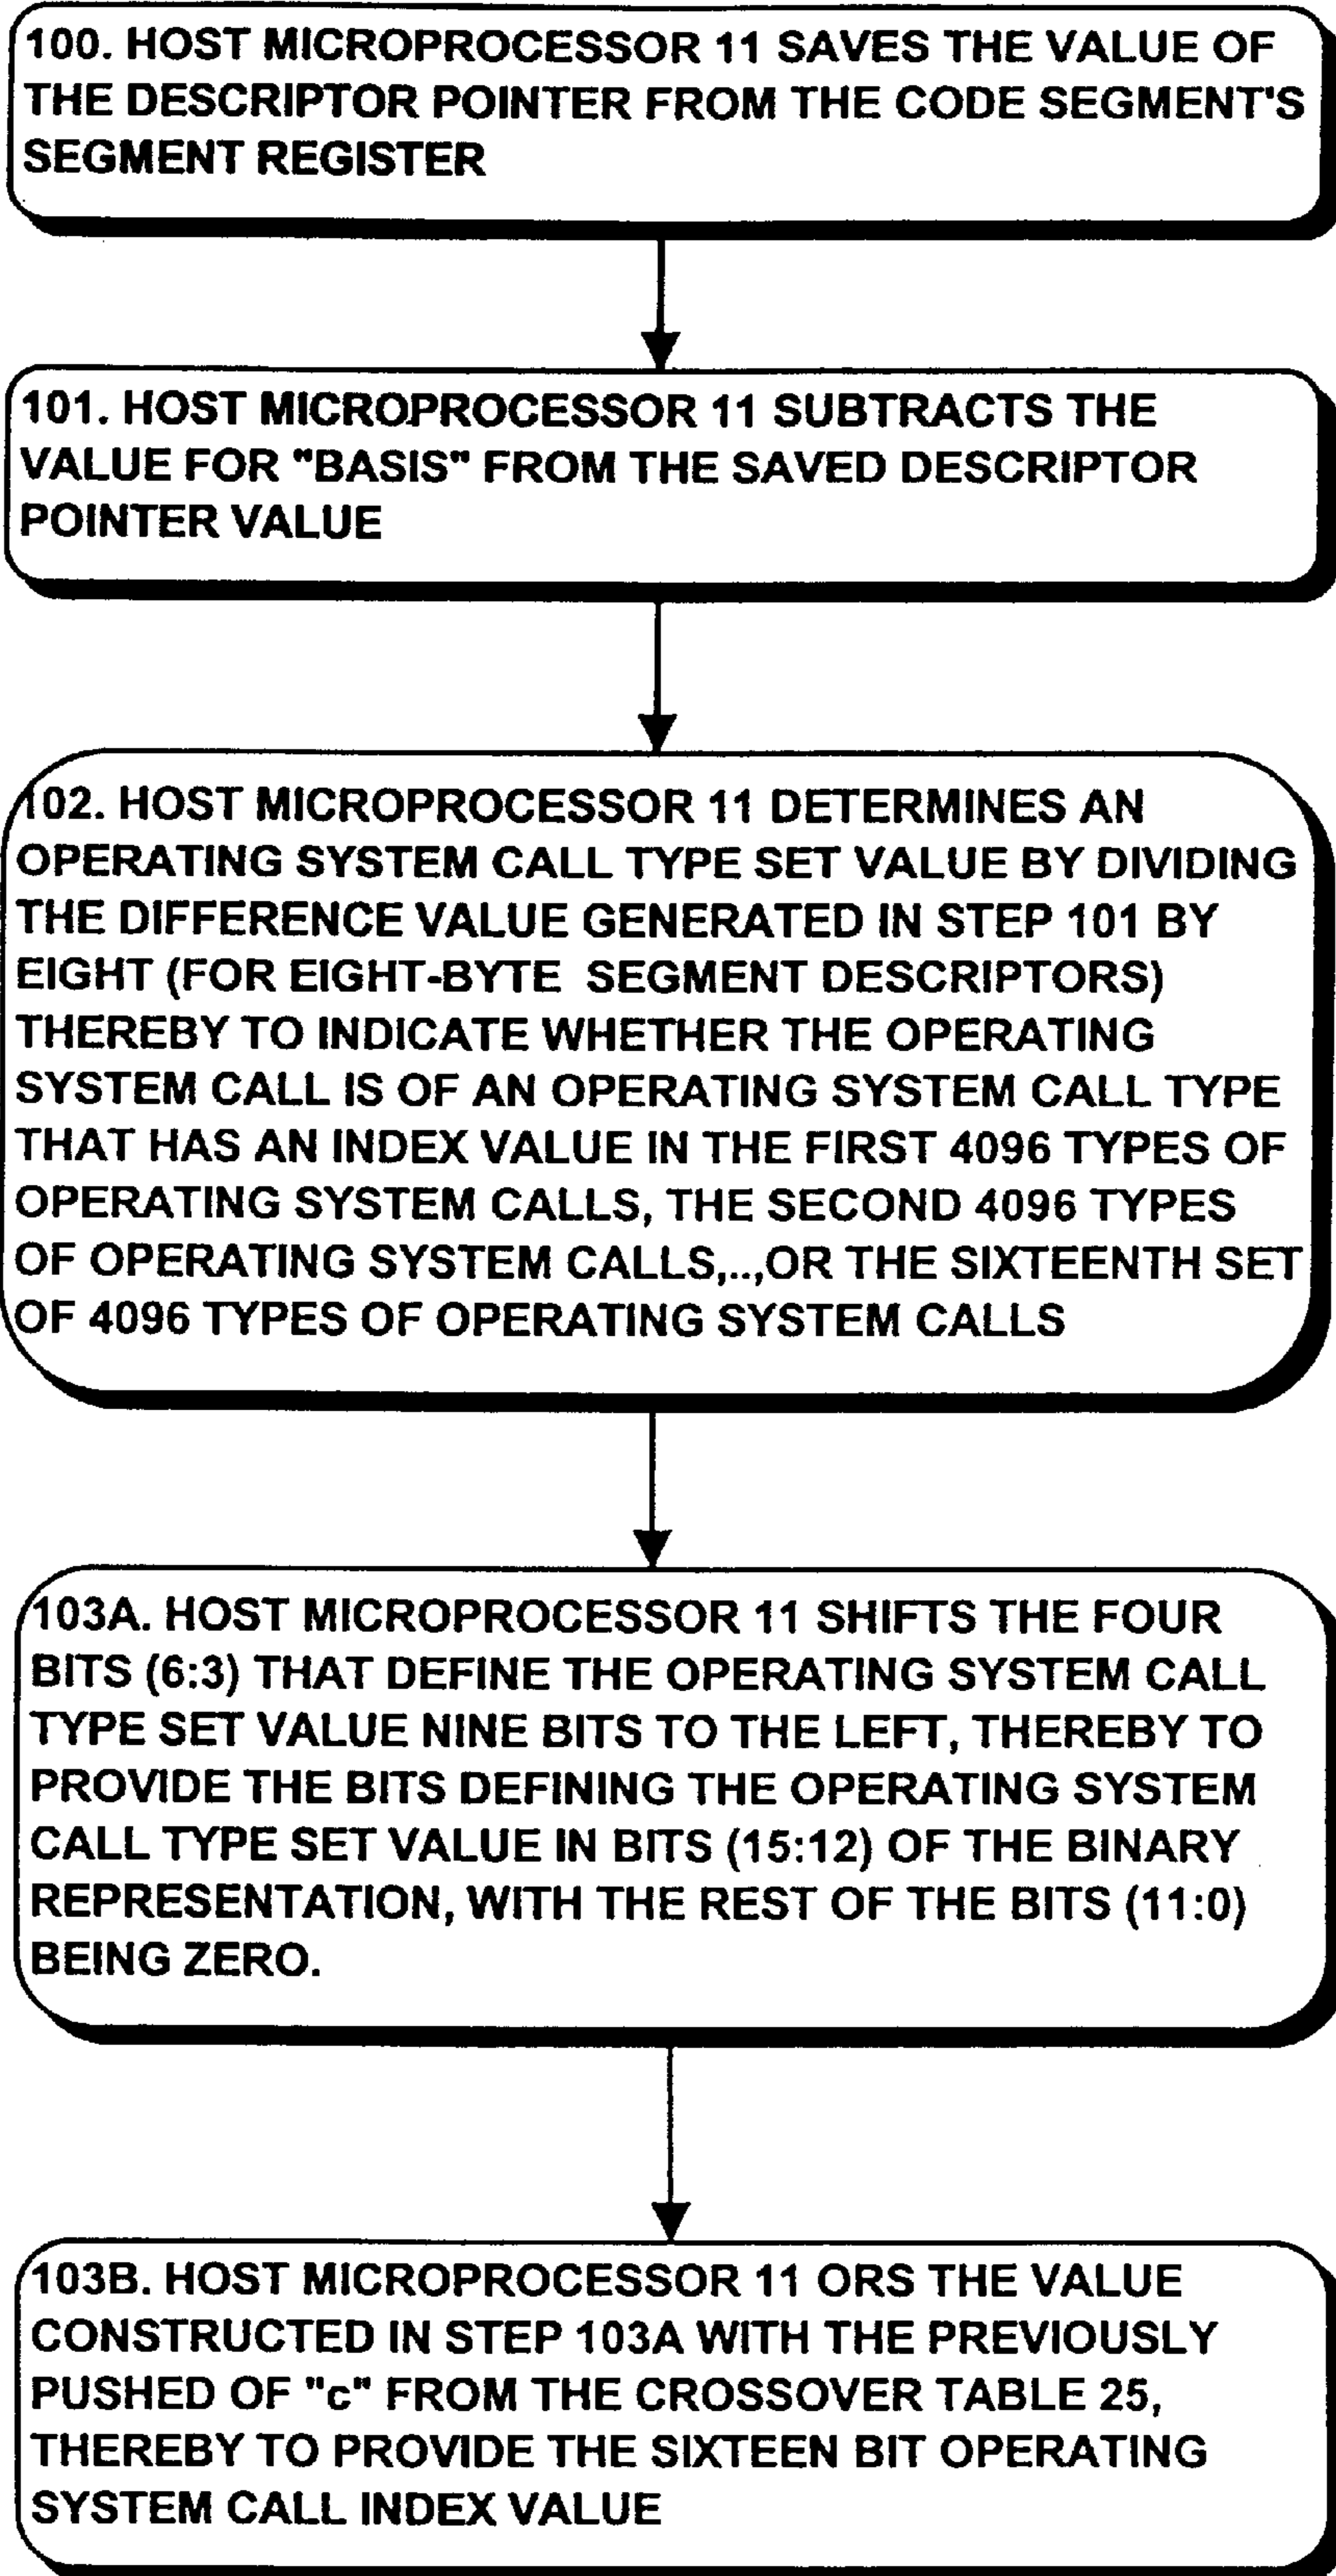 100. HOST MICROPROCESSOR 11 SAVES THE VALUE OF
THE DESCRIPTOR POINTER FROM THE CODE SEGMENT'S
SEGMENT REGISTER
101. HOST MICROPROCESSOR 11 SUBTRACTS THE
VALUE FOR "BASIS" FROM THE SAVED DESCRIPTOR
POINTER VALUE
102. HOST MICROPROCESSOR 11 DETERMINES AN
OPERATING SYSTEM CALL TYPE SET VALUE BY DIVIDING
THE DIFFERENCE VALUE GENERATED IN STEP 101 BY
EIGHT (FOR EIGHT-BYTE SEGMENT DESCRIPTORS)
THEREBY TO INDICATE WHETHER THE OPERATING
SYSTEM CALL IS OF AN OPERATING SYSTEM CALL TYPE
THAT HAS AN INDEX VALUE IN THE FIRST 4096 TYPES OF
OPERATING SYSTEM CALLS, THE SECOND 4096 TYPES
OF OPERATING SYSTEM CALLS,..,OR THE SIXTEENTH SET
OF 4096 TYPES OF OPERATING SYSTEM CALLS
103A. HOST MICROPROCESSOR 11 SHIFTS THE FOUR
BITS (6:3) THAT DEFINE THE OPERATING SYSTEM CALL
TYPE SET VALUE NINE BITS TO THE LEFT, THEREBY TO
PROVIDE THE BITS DEFINING THE OPERATING SYSTEM
CALL TYPE SET VALUE IN BITS (15:12) OF THE BINARY
REPRESENTATION, WITH THE REST OF THE BITS (11:0)
BEING ZERO.
103B. HOST MICROPROCESSOR 11 ORS THE VALUE
CONSTRUCTED IN STEP 103A WITH THE PREVIOUSLY
PUSHED OF "c" FROM THE CROSSOVER TABLE 25,
THEREBY TO PROVIDE THE SIXTEEN BIT OPERATING
SYSTEM CALL INDEX VALUE